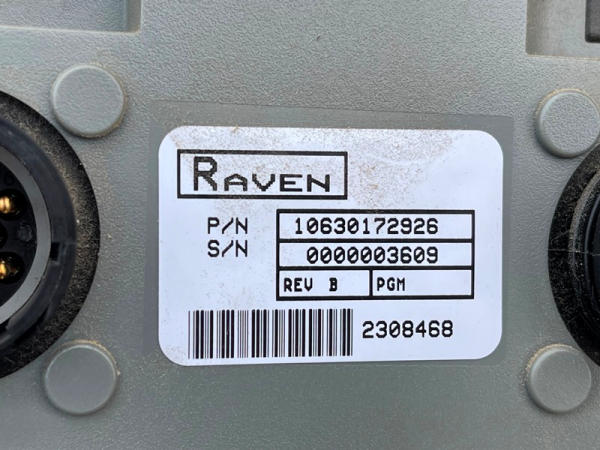 RAVEN
P/N 10630172926
S/N 0000003609
REV B PGM
2308468